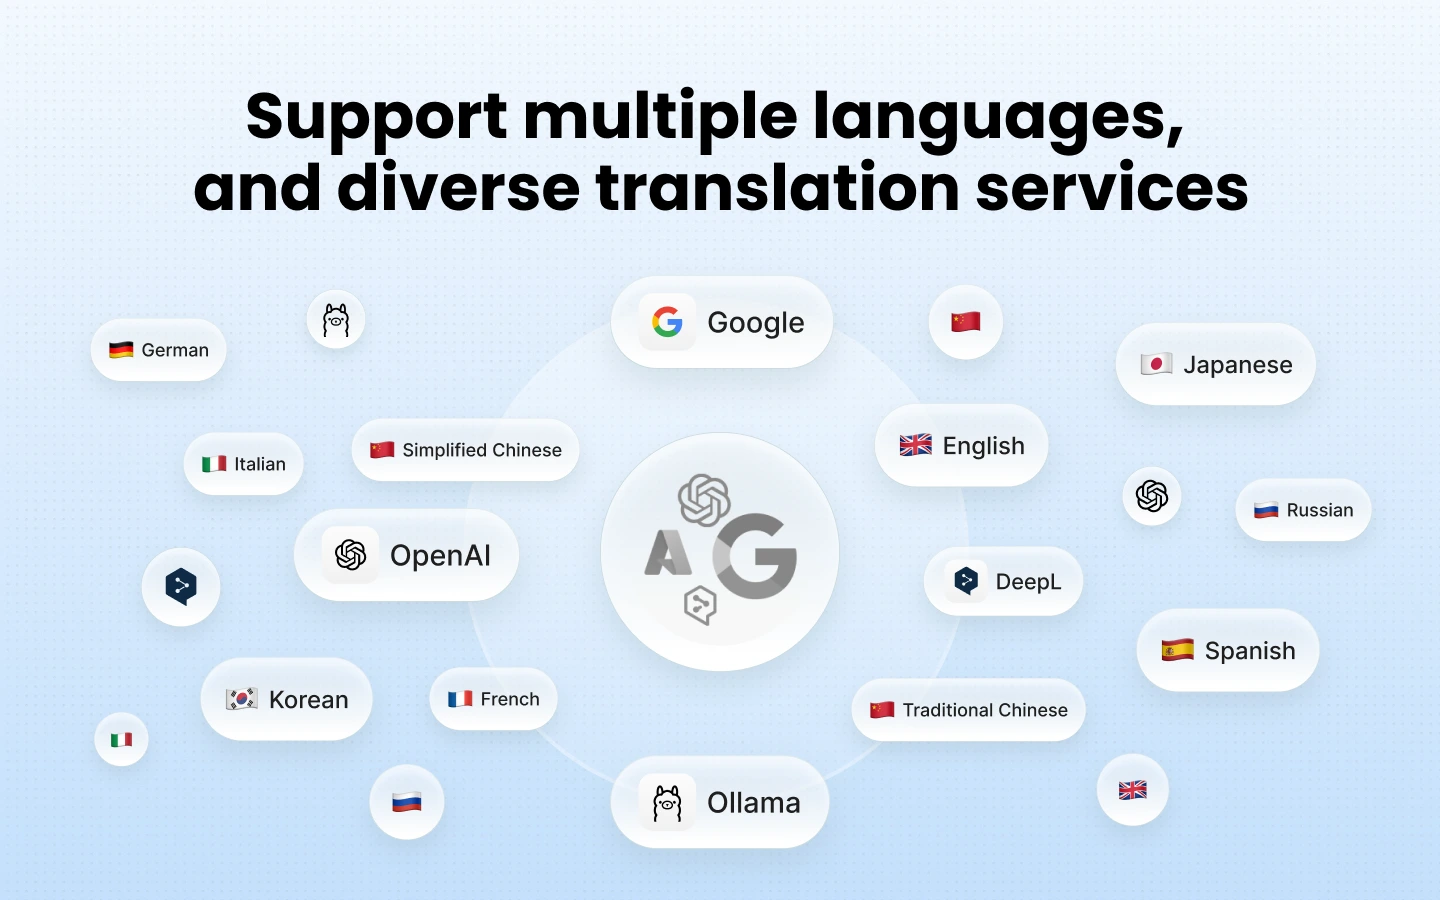 Support multiple languages,
and diverse translation services
Google
German
Japanese
English
Simplified Chinese
Italian
Russian
OpenAI
DeepL
Spanish
Korean
French
Traditional Chinese
Ollama